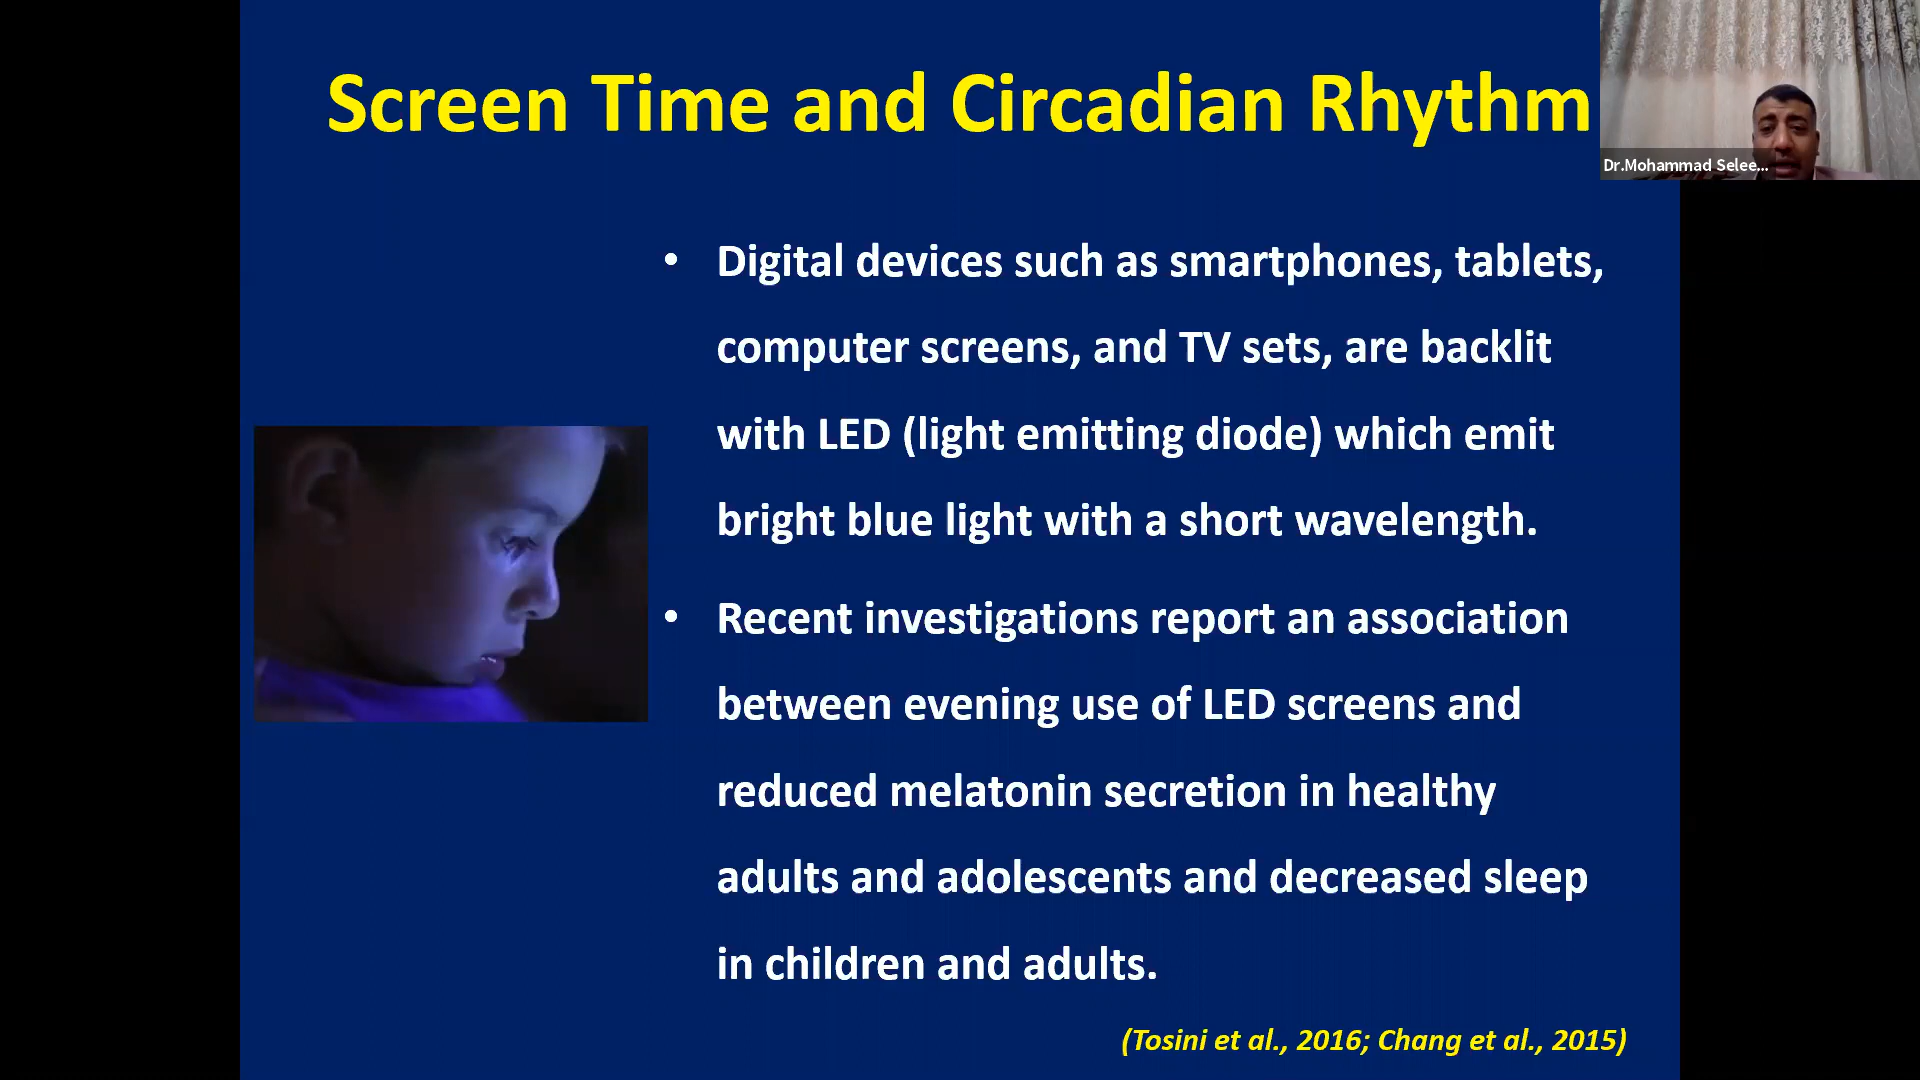 Screen Time and Circadian Rhythm
Dr.Mohammad Selee...
• Digital devices such as smartphones, tablets,
computer screens, and TV sets, are backlit
with LED (light emitting diode) which emit
bright blue light with a short wavelength.
• Recent investigations report an association
between evening use of LED screens and
reduced melatonin secretion in healthy
adults and adolescents and decreased sleep
in children and adults.
(Tosini et al., 2016; Chang et al., 2015)